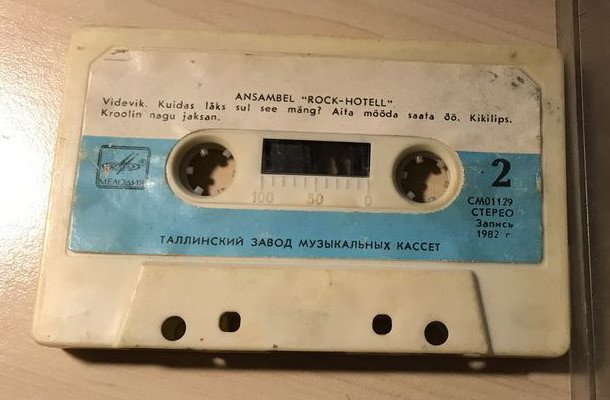 ANSAMBEL "ROCK-HOTELL".
Videvik. Kuidas läks sul see mäng? Aita mööda saata öö. Kikilips.
Kroolin nagu jaksan.
МЕЛОДИЯ
2
100 50 0
СМ01129
СТЕРЕО
Запись
1982 г
ТАЛЛИНСКИЙ ЗАВОД МУЗЫКАЛЬНЫХ КАССЕТ